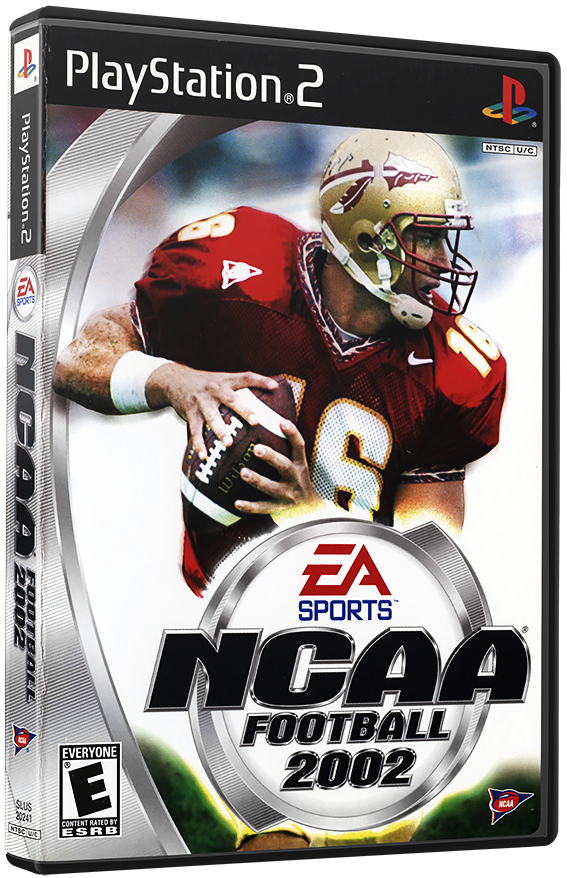 PlayStation®2
NTSC U/C
PlayStation®2
EA
SPORTS
NCAA
FOOTBALL
2002
NCAA
SLUS
20241
NTSC U/C
16
16
16
Wilson
EA
SPORTS™
NCAA®
FOOTBALL
2002
EVERYONE
E
CONTENT RATED BY
ESRB
NCAA